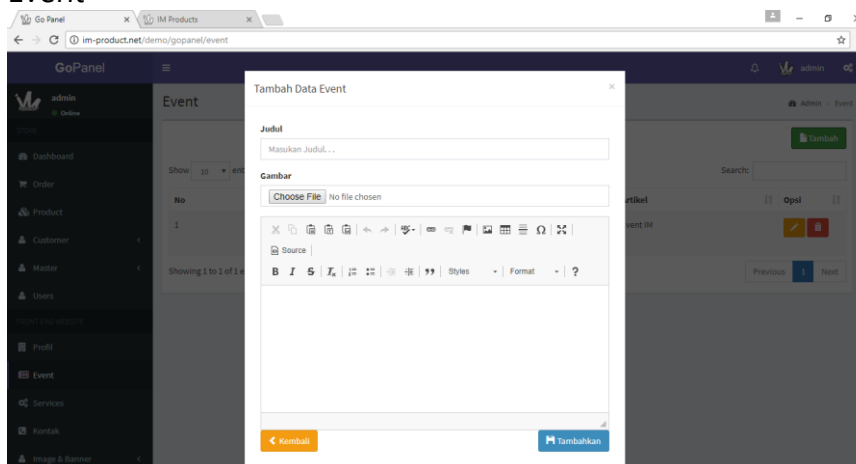 Event
Go Panel
IM Products
im-product.net/demo/gopanel/event
GoPanel
admin
admin
Online
Event
Admin > Event
STORE
Tambah
Dashboard
Order
Product
Customer
Master
Users
Profil
Event
Services
Kontak
Image & Banner
Show 10
Search:
No
Opsi
1
Showing 1 to 1 of 1
Previous 1 Next
Tambah Data Event ×
Judul
Masukan Judul. . .
Gambar
Choose File No file chosen
Source
B I S Ix Styles Format ?
Kembali
Tambahkan